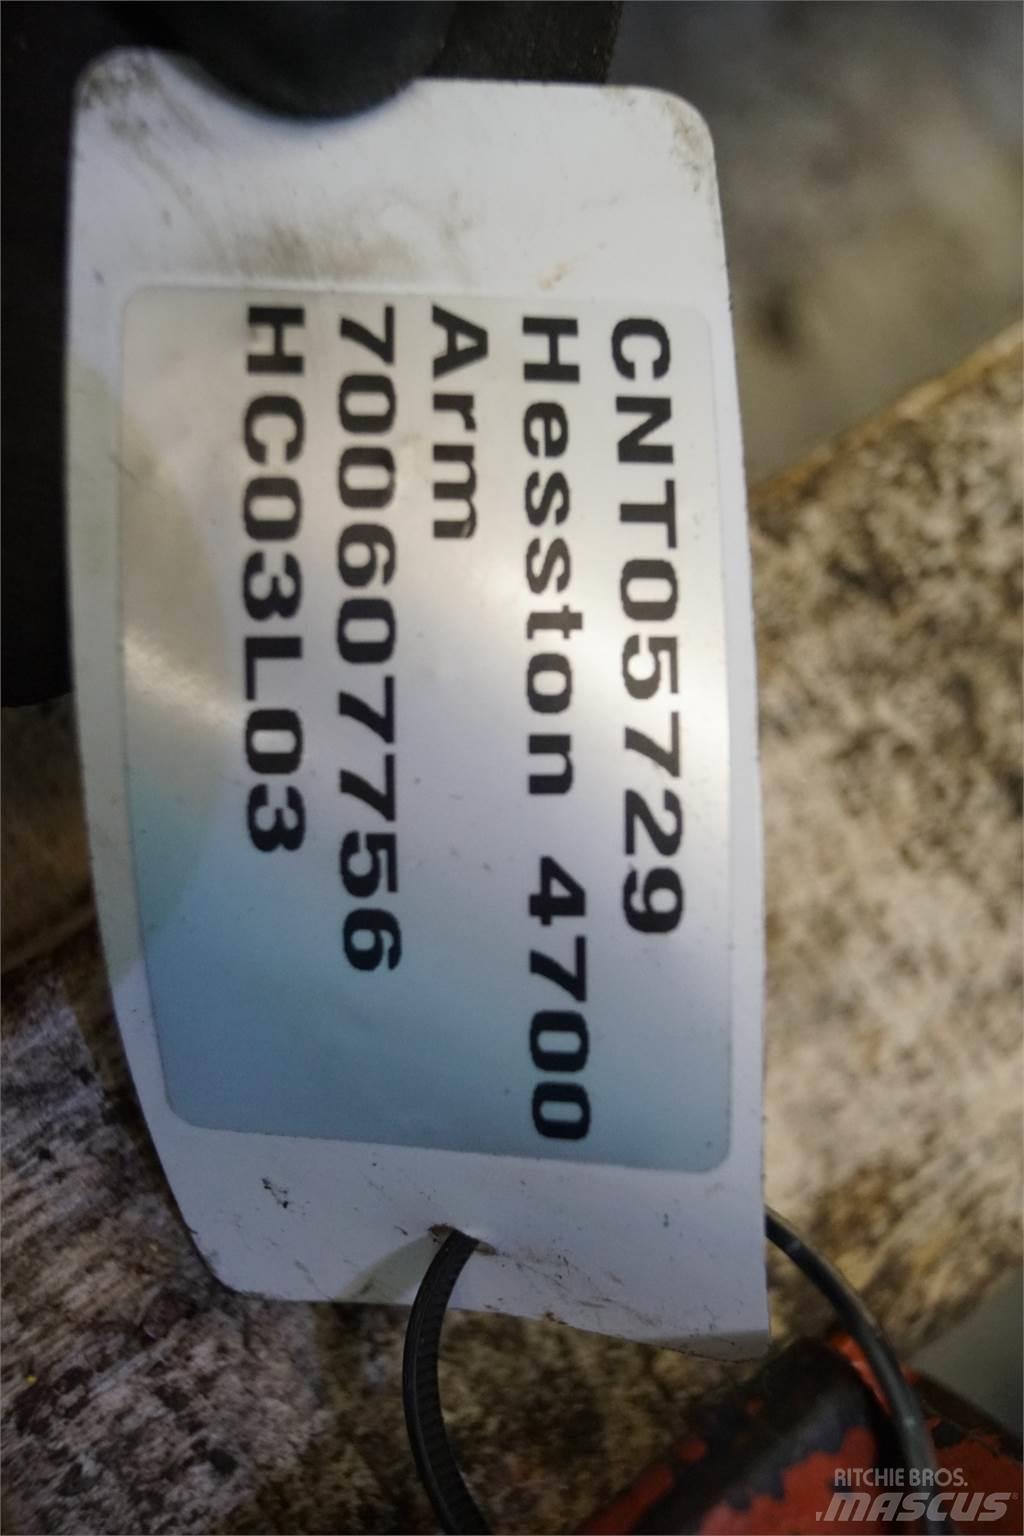 CNT05729
Hesston 4700
Arm
700607756
HC03L03
RITCHIE BROS.
MASCUS